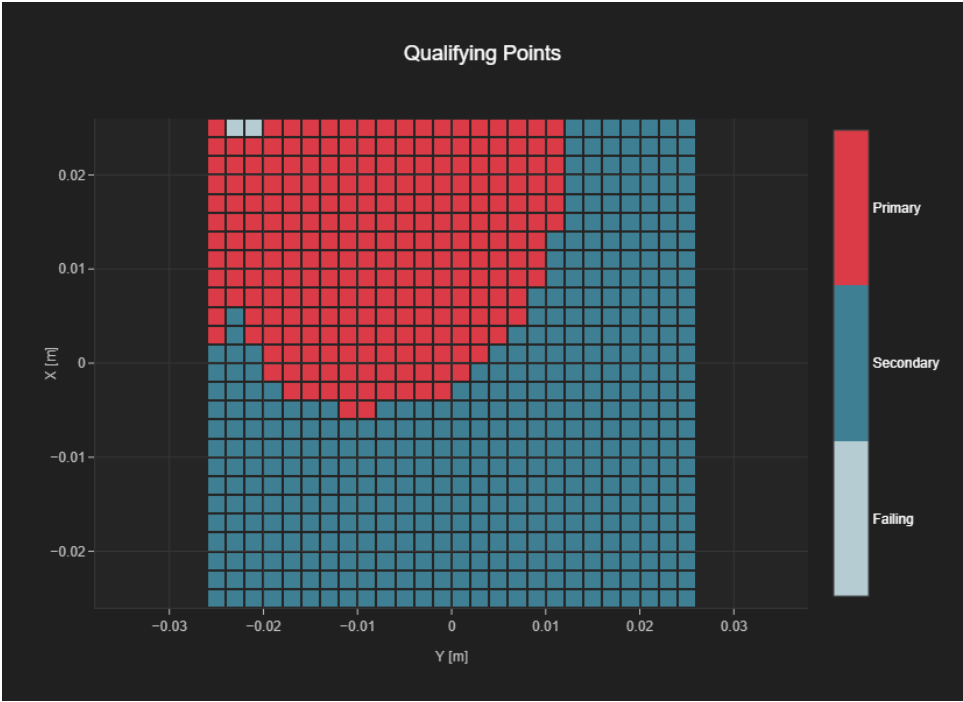 Qualifying Points
0.02
0.01
0
−0.01
−0.02
X [m]
−0.03
−0.02
−0.01
0
0.01
0.02
0.03
Y [m]
Primary
Secondary
Failing